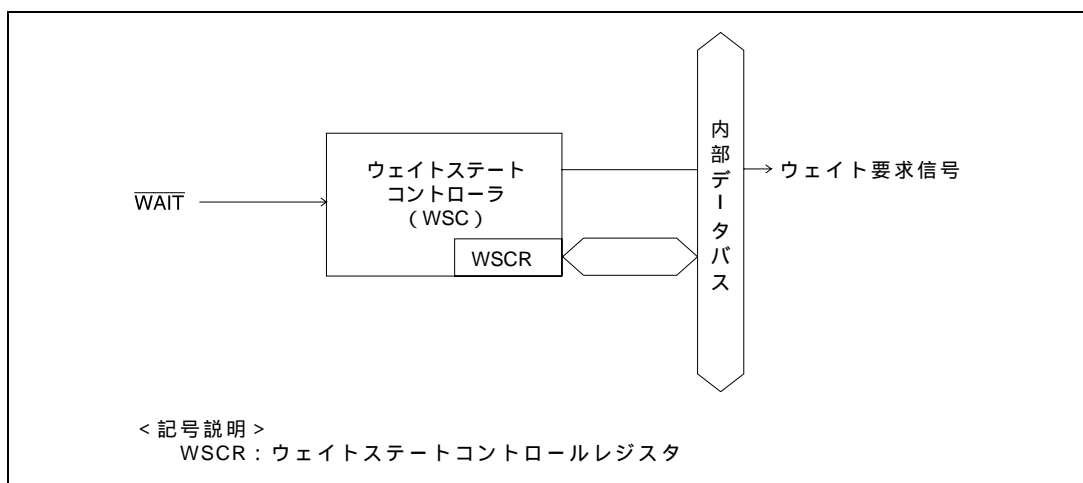 ウェイトステート
コントローラ
(WSC)
WAIT
WSCR
内部データバス
ウェイト要求信号
<記号説明>
WSCR:ウェイトステートコントロールレジスタ